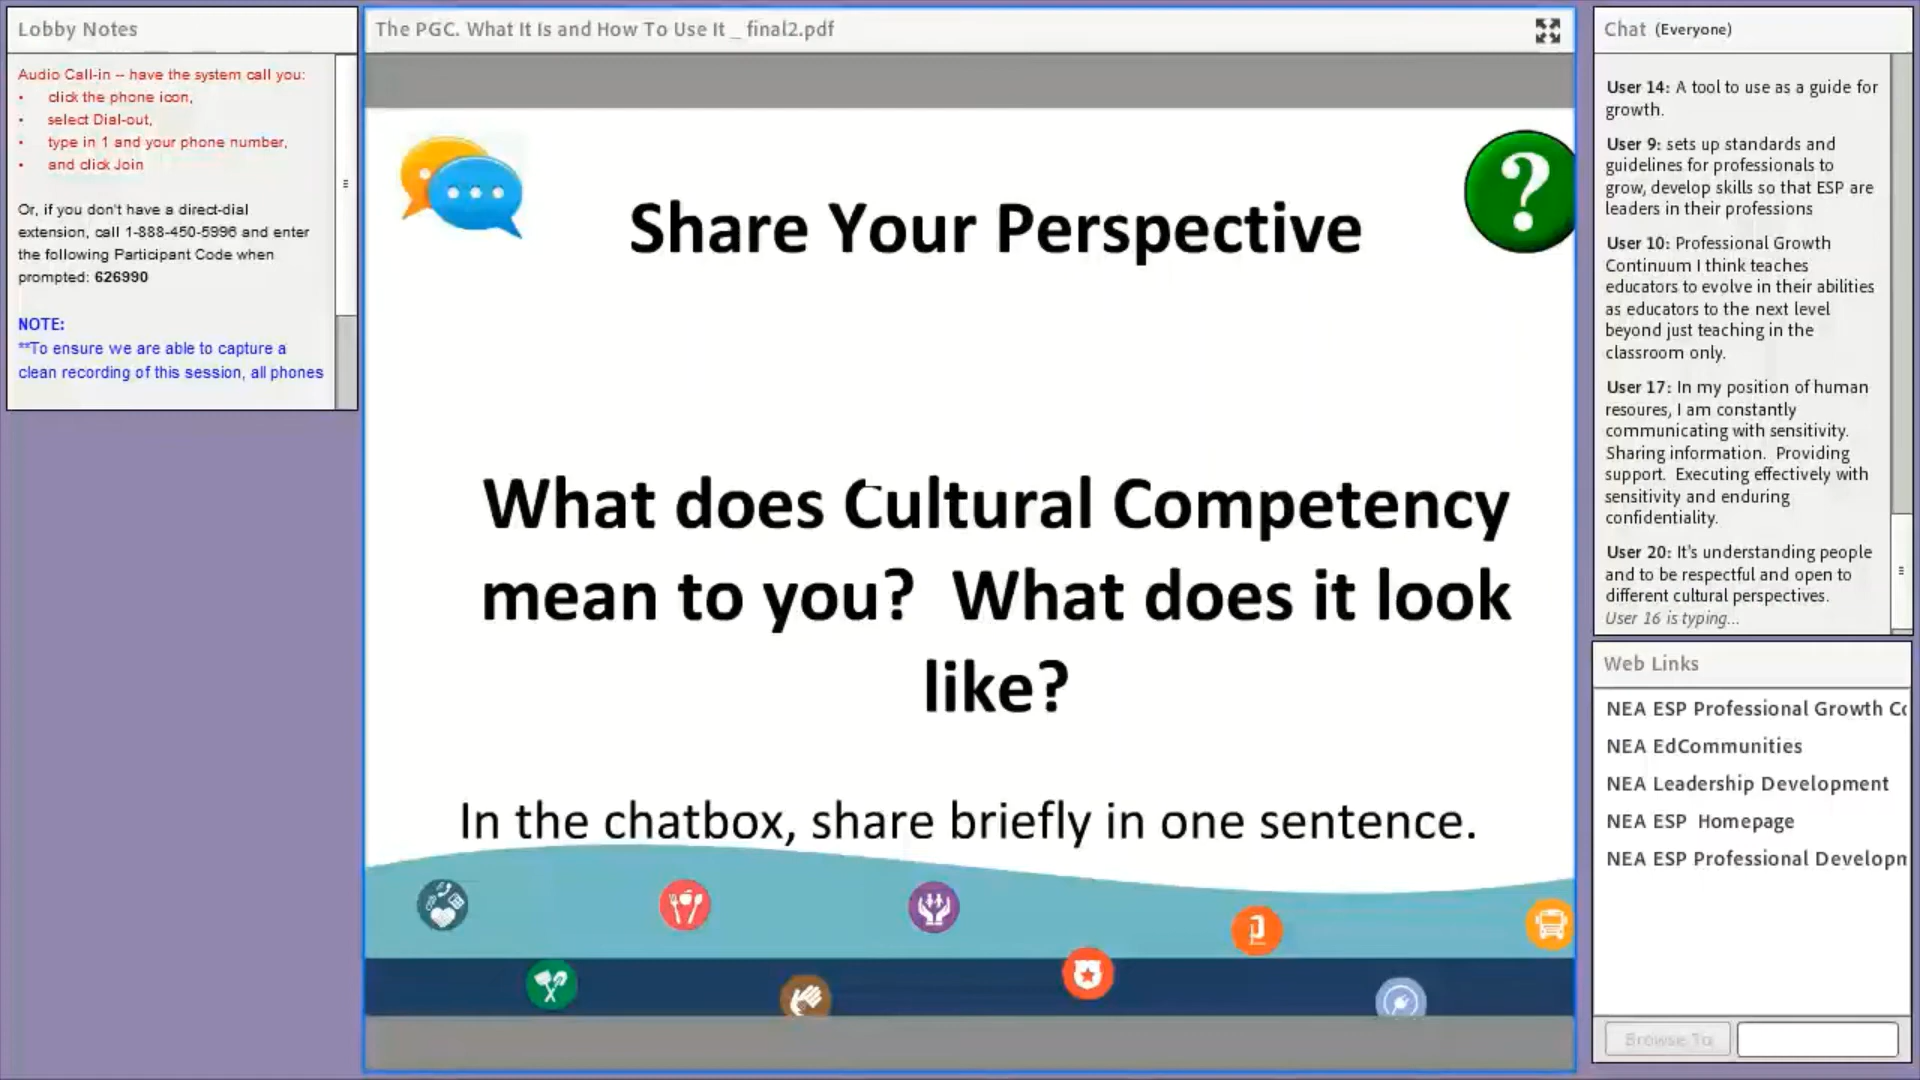 Lobby Notes
Audio Call-in -- have the system call you:
• click the phone icon,
• select Dial-out,
• type in 1 and your phone number,
• and click Join
Or, if you don't have a direct-dial
extension, call 1-888-450-5996 and enter
the following Participant Code when
prompted: 626990
NOTE:
**To ensure we are able to capture a
clean recording of this session, all phones
The PGC. What It Is and How To Use It _ final2.pdf
?
Share Your Perspective
What does Cultural Competency
mean to you?  What does it look
like?
In the chatbox, share briefly in one sentence.
Chat (Everyone)
User 14: A tool to use as a guide for
growth.
User 9: sets up standards and
guidelines for professionals to
grow, develop skills so that ESP are
leaders in their professions
User 10: Professional Growth
Continuum I think teaches
educators to evolve in their abilities
as educators to the next level
beyond just teaching in the
classroom only.
User 17: In my position of human
resoures, I am constantly
communicating with sensitivity.
Sharing information.  Providing
support.  Executing effectively with
sensitivity and enduring
confidentiality.
User 20: It's understanding people
and to be respectful and open to
different cultural perspectives.
User 16 is typing...
Web Links
NEA ESP Professional Growth Co
NEA EdCommunities
NEA Leadership Development
NEA ESP  Homepage
NEA ESP Professional Developm
Browse To